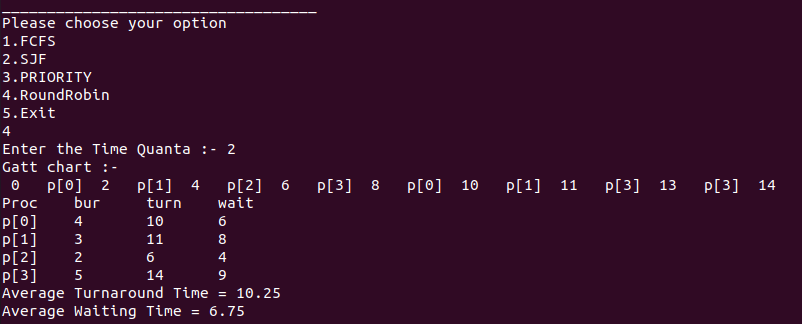 ___________________________________
Please choose your option
1.FCFS
2.SJF
3.PRIORITY
4.RoundRobin
5.Exit
4
Enter the Time Quanta :- 2
Gatt chart :-
 0   p[0]  2   p[1]  4   p[2]  6   p[3]  8   p[0]  10   p[1]  11   p[3]  13   p[3]  14
Proc    bur     turn    wait
p[0]    4       10      6
p[1]    3       11      8
p[2]    2       6       4
p[3]    5       14      9
Average Turnaround Time = 10.25
Average Waiting Time = 6.75